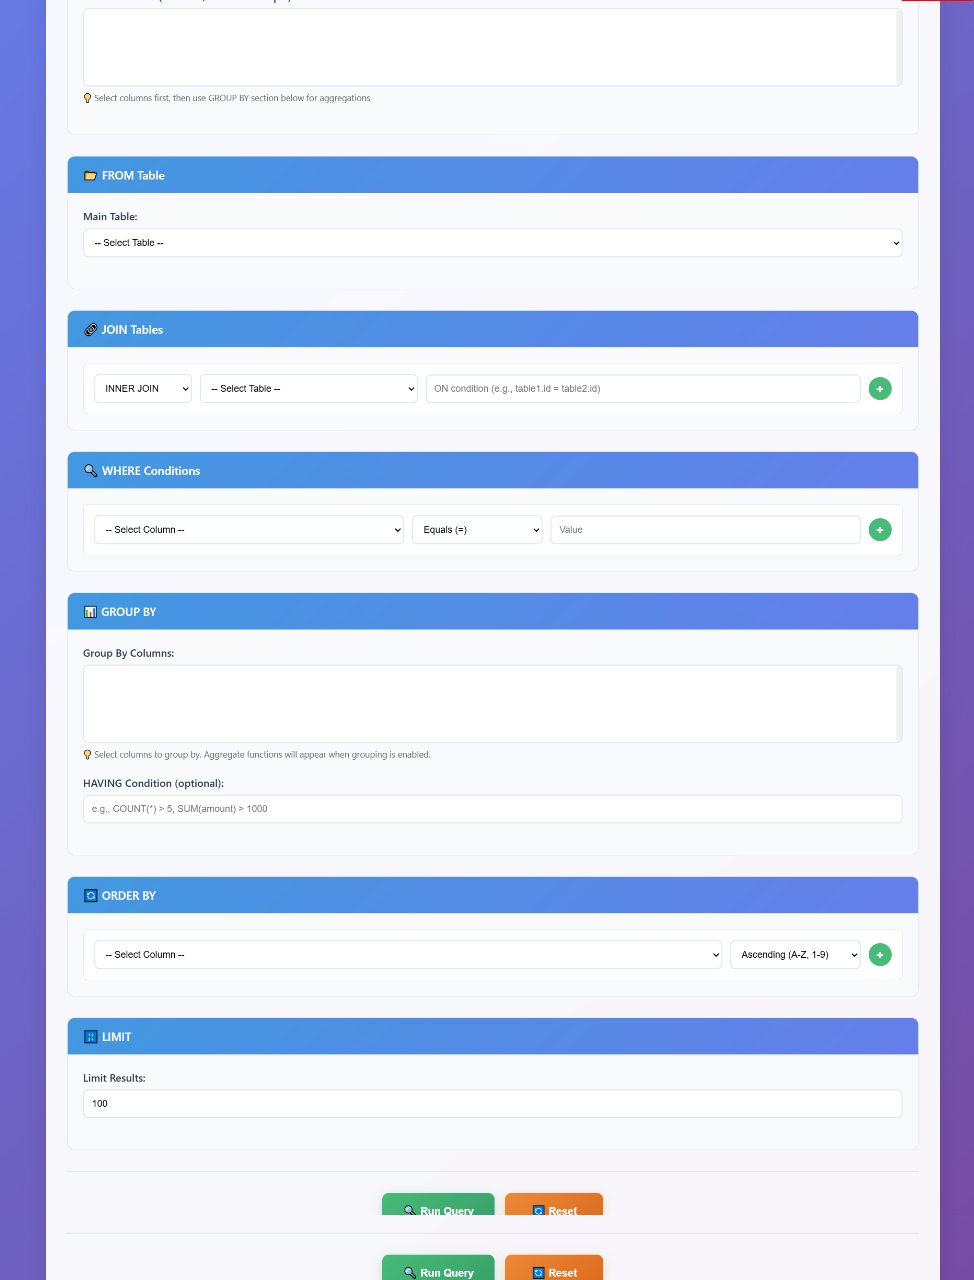 Select columns first, then use GROUP BY section below for aggregations
FROM Table
Main Table:
-- Select Table --
JOIN Tables
INNER JOIN -- Select Table -- ON condition (e.g., table1.id = table2.id) +
WHERE Conditions
-- Select Column -- Equals (=) Value +
GROUP BY
Group By Columns:
Select columns to group by. Aggregate functions will appear when grouping is enabled.
HAVING Condition (optional):
e.g., COUNT(*) > 5, SUM(amount) > 1000
ORDER BY
-- Select Column -- Ascending (A-Z, 1-9) +
LIMIT
Limit Results:
100
Run Query Reset
Run Query Reset